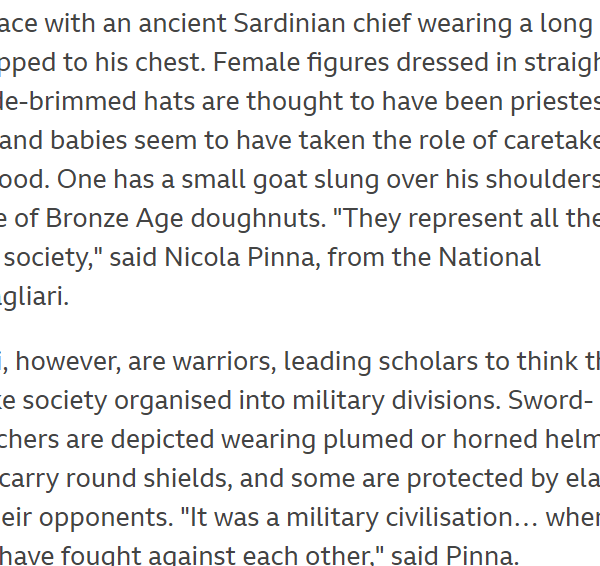 ace with an ancient Sardinian chief wearing a long
pped to his chest. Female figures dressed in straigh
de-brimmed hats are thought to have been priestes
and babies seem to have taken the role of caretake
ood. One has a small goat slung over his shoulders
e of Bronze Age doughnuts. "They represent all the
society," said Nicola Pinna, from the National
agliari.
i, however, are warriors, leading scholars to think th
ke society organised into military divisions. Sword-
chers are depicted wearing plumed or horned helm
carry round shields, and some are protected by ela
eir opponents. "It was a military civilisation… wher
have fought against each other," said Pinna.